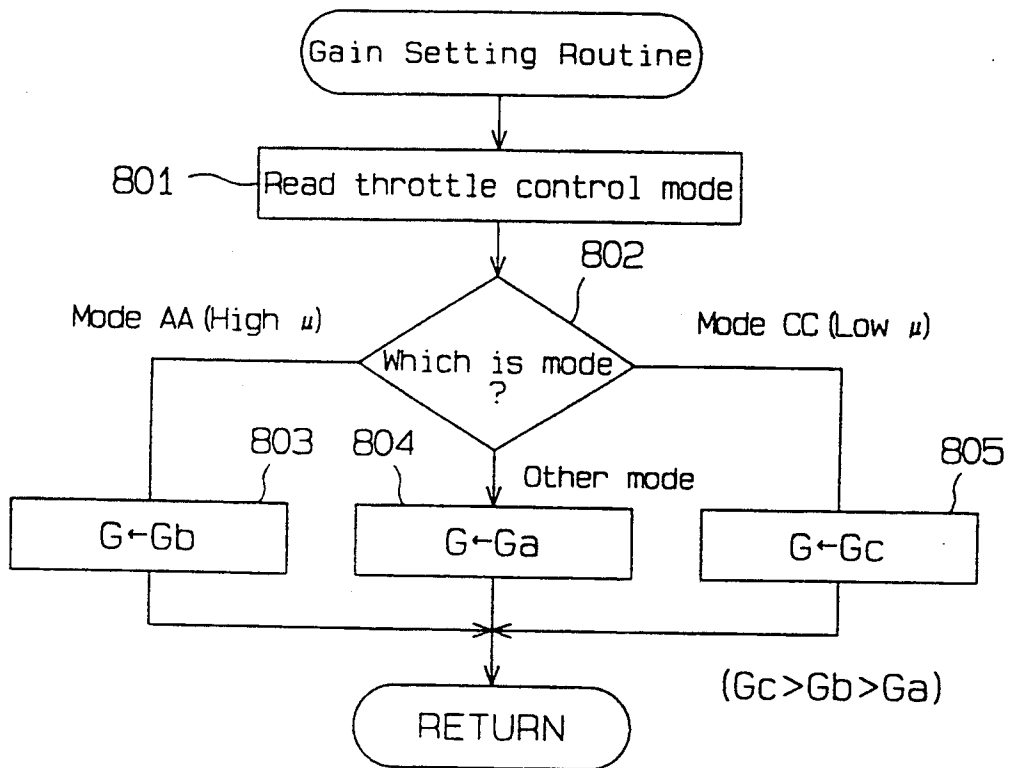 Gain Setting Routine
801
Read throttle control mode
802
Mode AA (High μ)
Mode CC (Low μ)
Which is mode
?
803
804
Other mode
805
G←Gb
G←Ga
G←Gc
(Gc>Gb>Ga)
RETURN